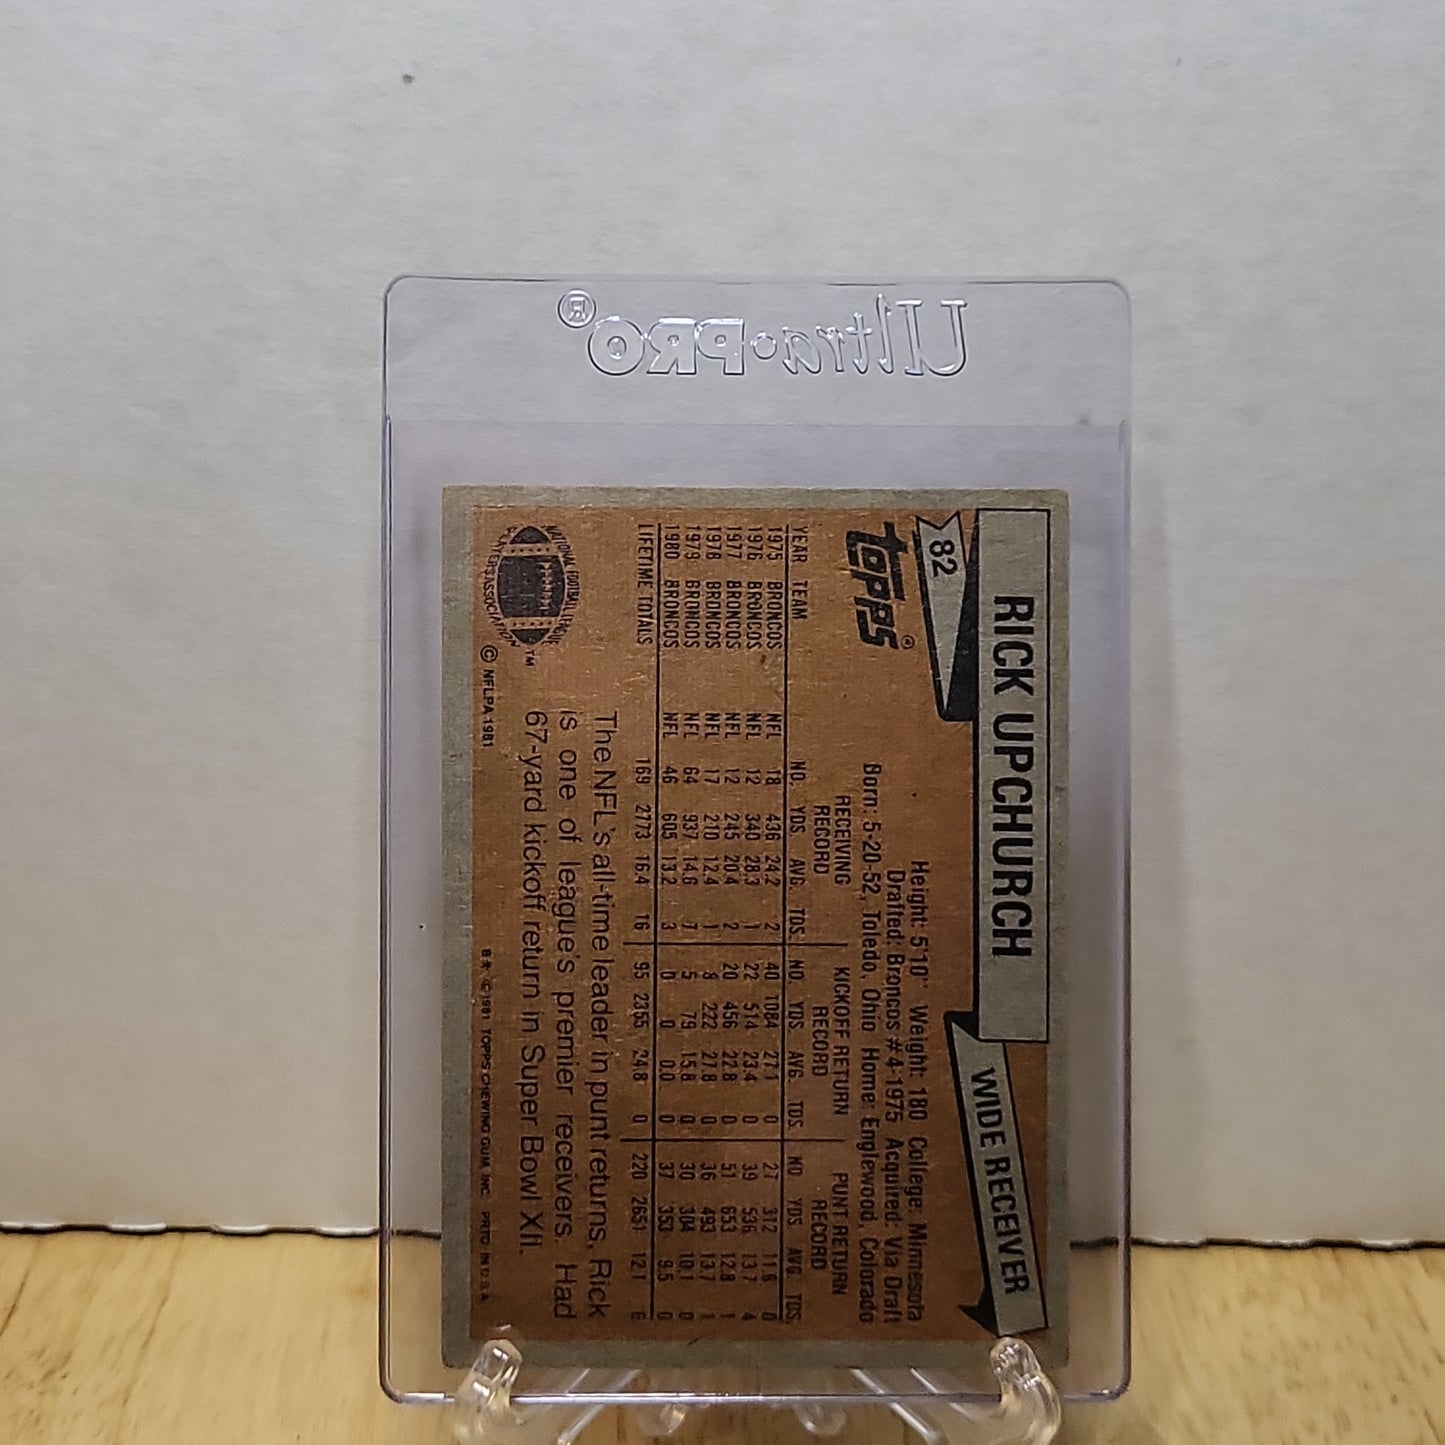 Ultra·PRO®
RICK UPCHURCH
WIDE RECEIVER
82
topps®
Height: 5'10" Weight: 180 College: Minnesota
Drafted: Broncos #4-1975 Acquired: Via Draft
Born: 5-20-52, Toledo, Ohio Home: Englewood, Colorado
RECEIVING RECORD KICKOFF RETURN RECORD PUNT RETURN RECORD
YEAR TEAM NO. YDS. AVG. TDS. NO. YDS. AVG. TDS. NO YDS AVG. TDS.
1975 BRONCOS NFL 18 436 24.2 2 40 1084 27.1 0 27 312 11.6 0
1976 BRONCOS NFL 12 340 28.3 1 22 514 23.4 0 39 536 13.7 4
1977 BRONCOS NFL 12 245 20.4 2 20 456 22.8 0 51 653 12.8 1
1978 BRONCOS NFL 17 210 12.4 1 8 222 27.8 0 36 493 13.7 1
1979 BRONCOS NFL 64 937 14.6 7 5 79 15.8 0 30 304 10.1 0
1980 BRONCOS NFL 46 605 13.2 3 0 0 0.0 0 37 353 9.5 0
LIFETIME TOTALS 169 2773 16.4 16 95 2355 24.8 0 220 2651 12.1 6
The NFL's all-time leader in punt returns, Rick
is one of league's premier receivers. Had
67-yard kickoff return in Super Bowl XII.
NATIONAL FOOTBALL LEAGUE
PLAYERS ASSOCIATION ™
© NFLPA 1981
© 1981 TOPPS CHEWING GUM, INC. PRTD. IN U.S.A.